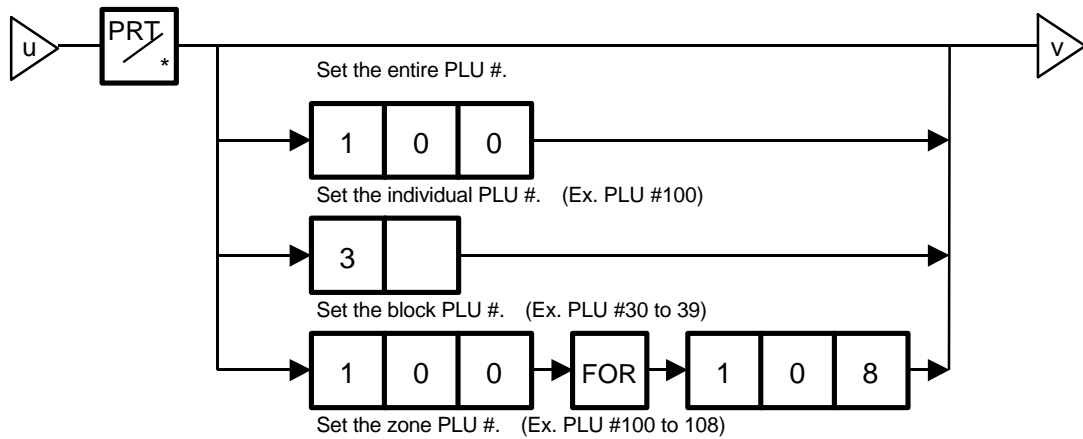 u PRT * v
Set the entire PLU #.
1 0 0
Set the individual PLU #. (Ex. PLU #100)
3
Set the block PLU #. (Ex. PLU #30 to 39)
1 0 0 FOR 1 0 8
Set the zone PLU #. (Ex. PLU #100 to 108)